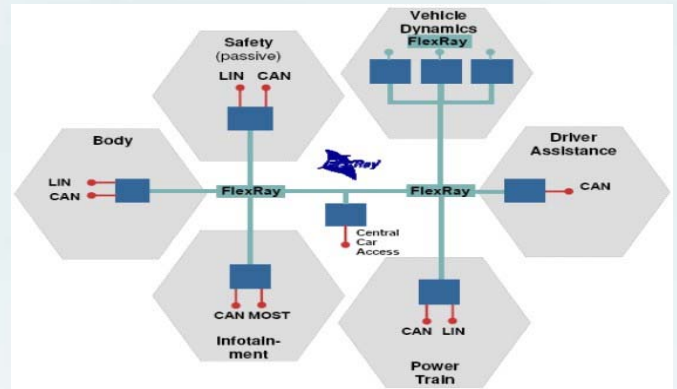 Safety
(passive)
LIN CAN
Vehicle
Dynamics
FlexRay
Body
LIN
CAN
Driver
Assistance
CAN
FlexRay
FlexRay
Central
Car
Access
CAN MOST
Infotain-
ment
CAN LIN
Power
Train